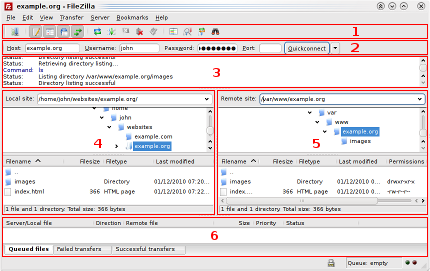 example.org - FileZilla
File Edit View Transfer Server Bookmarks Help
1
Host: example.org Username: john Password: ●●●●●●●● Port: Quickconnect 2
Status: Directory listing successful
Status: Retrieving directory listing...
Command: ls
Status: Listing directory /var/www/example.org/images
Status: Directory listing successful
3
Local site: /home/john/websites/example.org/
home
john
websites
example.com
example.org
4
Filename Filesize Filetype Last modified
..
images Directory 01/12/2010 07:20...
index.html 366 HTML page 01/12/2010 07:22...
1 file and 1 directory. Total size: 366 bytes
Remote site: /var/www/example.org
var
www
example.org
images
5
Filename Filesize Filetype Last modified Permissions
..
images Directory 01/12/2010 0... drwxr-xr-x
index.... 366 HTML page 01/12/2010 0... -rw-r--r--
1 file and 1 directory. Total size: 366 bytes
Server/Local file Direction Remote file Size Priority Status
6
Queued files Failed transfers Successful transfers
Queue: empty